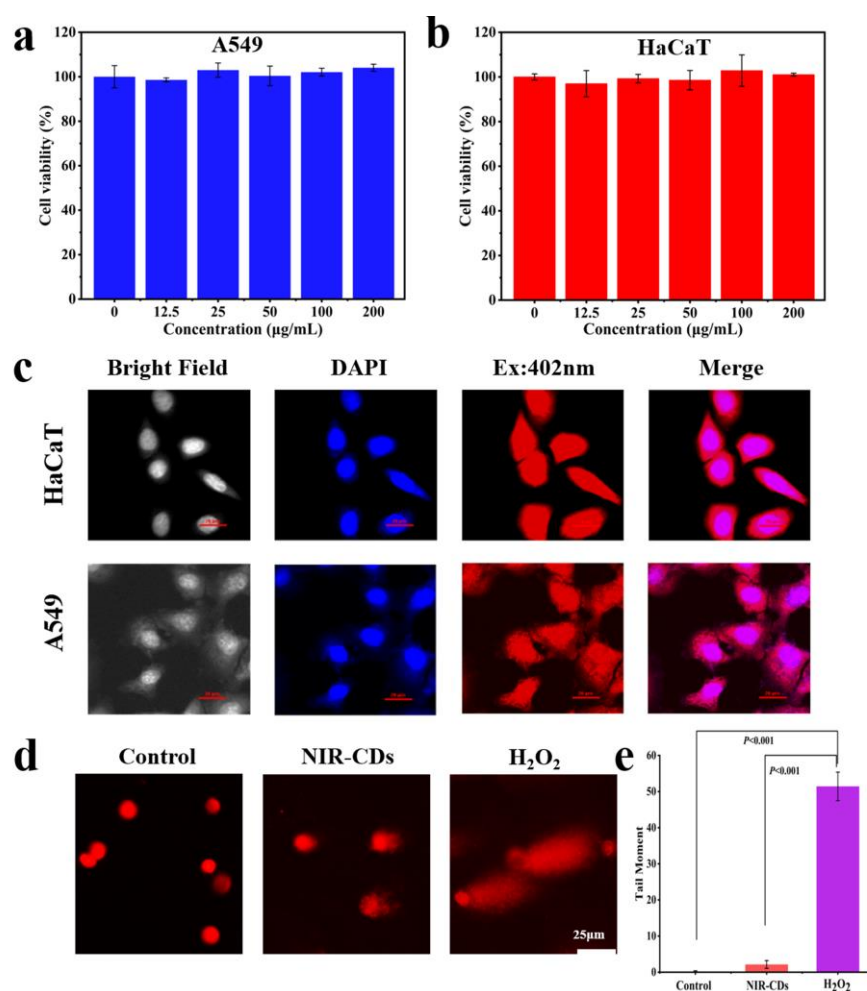 a
A549
Cell viability (%)
120
100
80
60
40
20
0
0 12.5 25 50 100 200
Concentration (μg/mL)
b
HaCaT
Cell viability (%)
120
100
80
60
40
20
0
0 12.5 25 50 100 200
Concentration (μg/mL)
c
Bright Field DAPI Ex:402nm Merge
HaCaT
A549
d
Control NIR-CDs H₂O₂
25μm
e
P<0.001
P<0.001
Tail Moment
60
50
40
30
20
10
0
Control NIR-CDs H₂O₂